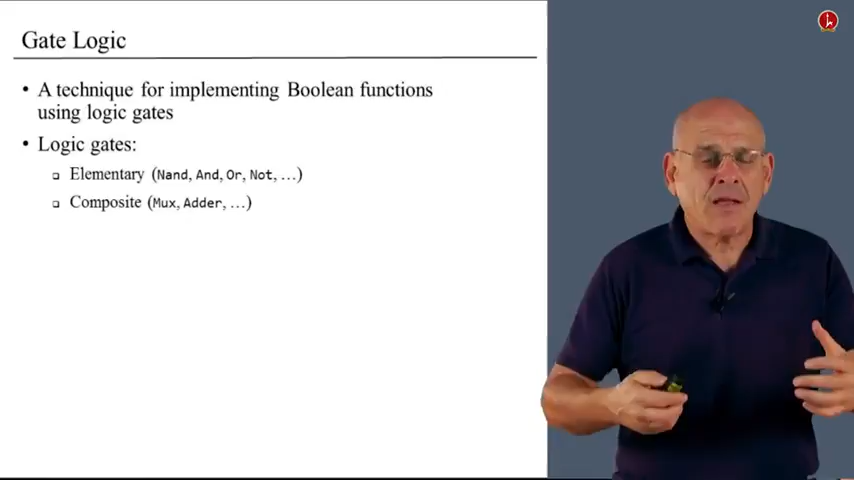 Gate Logic
• A technique for implementing Boolean functions
using logic gates
• Logic gates:
❑ Elementary (Nand, And, Or, Not, …)
❑ Composite (Mux, Adder, …)